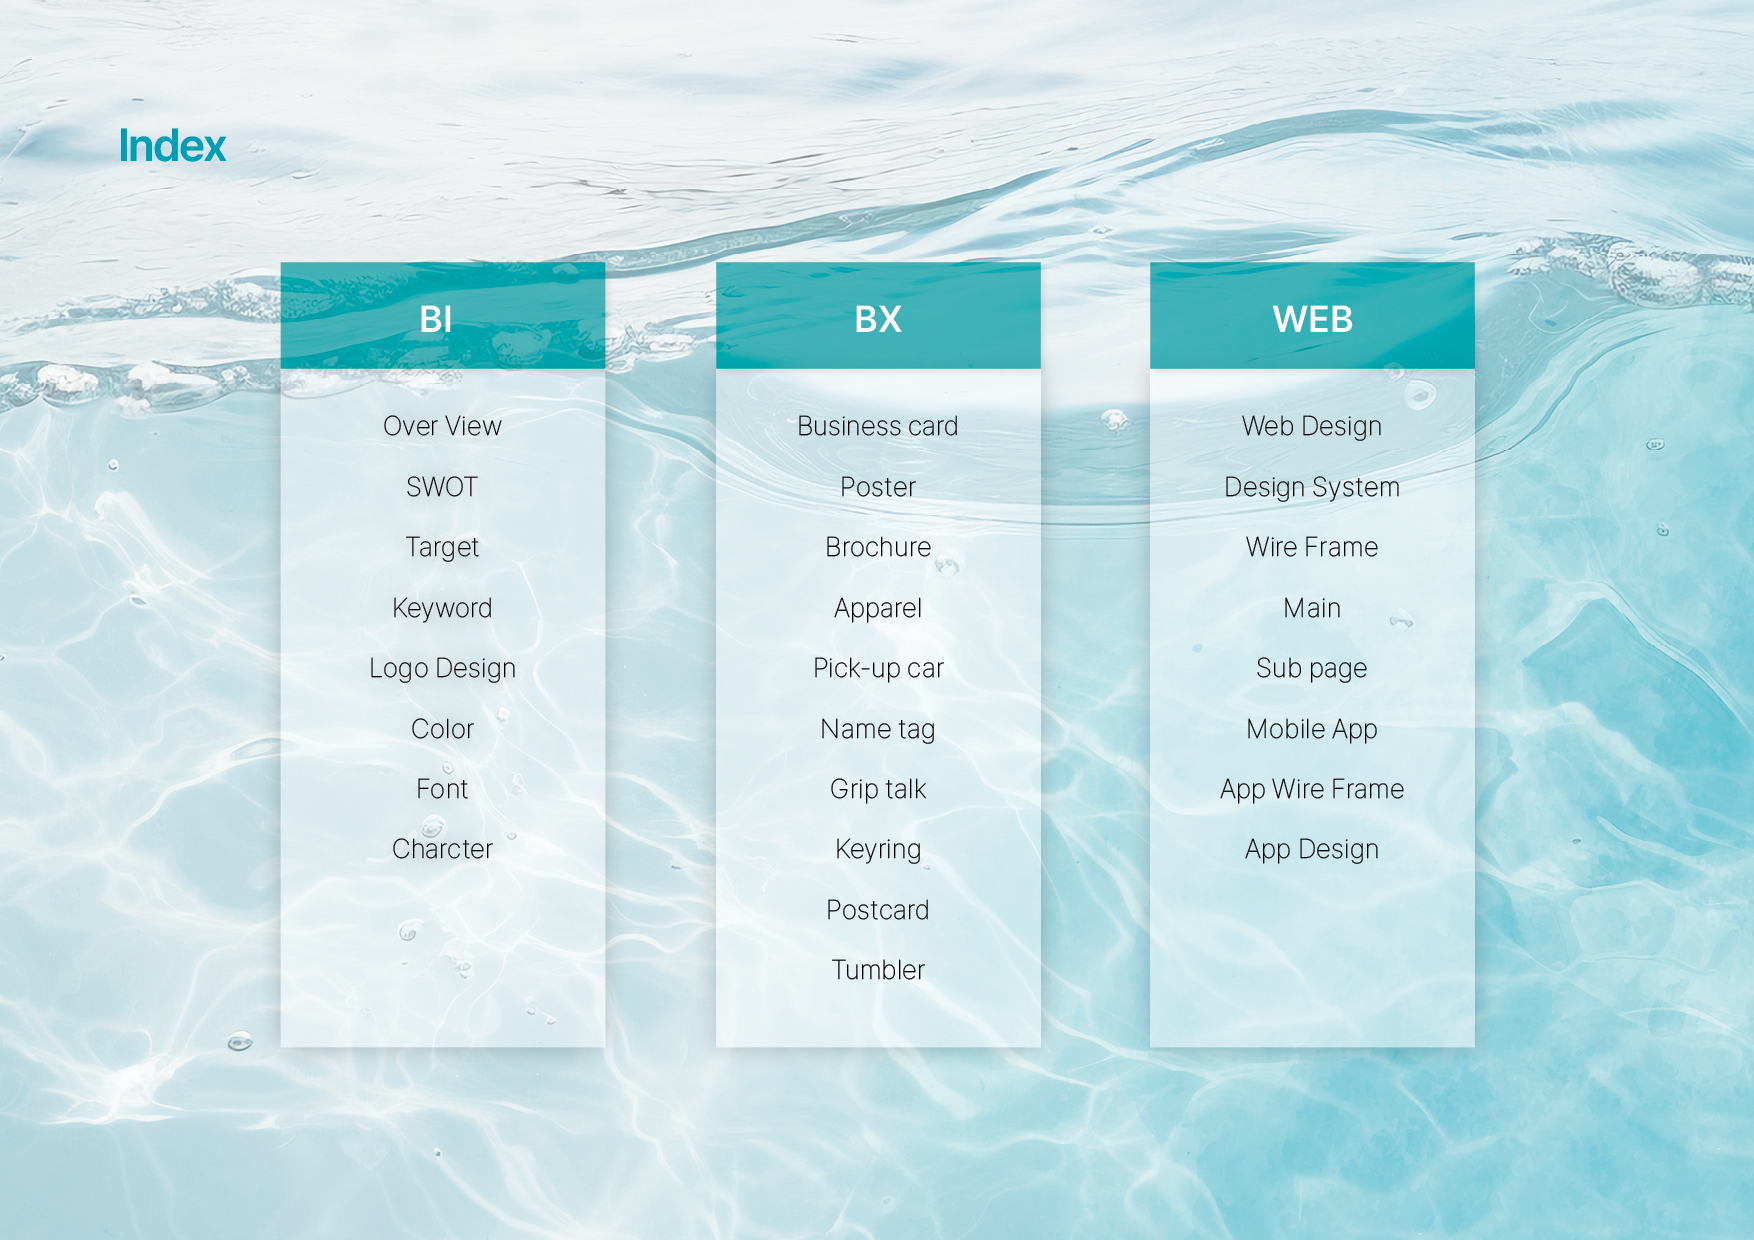 Index
BI
Over View
SWOT
Target
Keyword
Logo Design
Color
Font
Charcter
BX
Business card
Poster
Brochure
Apparel
Pick-up car
Name tag
Grip talk
Keyring
Postcard
Tumbler
WEB
Web Design
Design System
Wire Frame
Main
Sub page
Mobile App
App Wire Frame
App Design